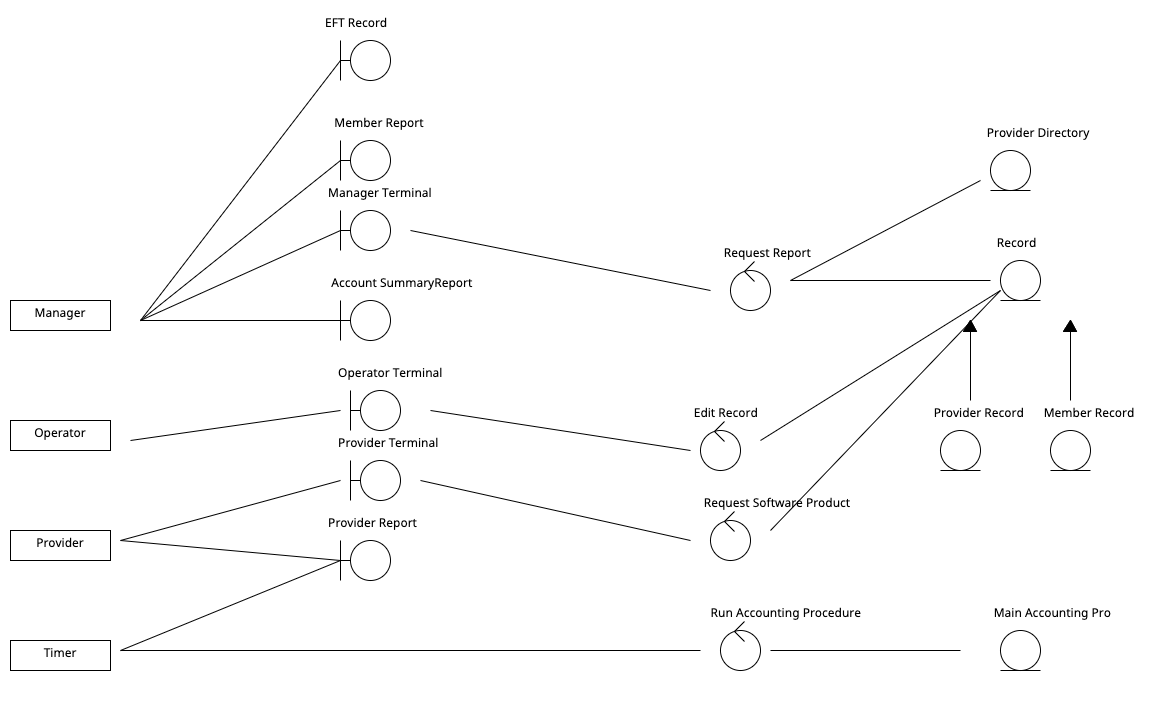 EFT Record
Member Report
Provider Directory
Manager Terminal
Record
Request Report
Account SummaryReport
Manager
Operator Terminal
Provider Record
Member Record
Edit Record
Operator
Provider Terminal
Request Software Product
Provider Report
Provider
Run Accounting Procedure
Main Accounting Pro
Timer